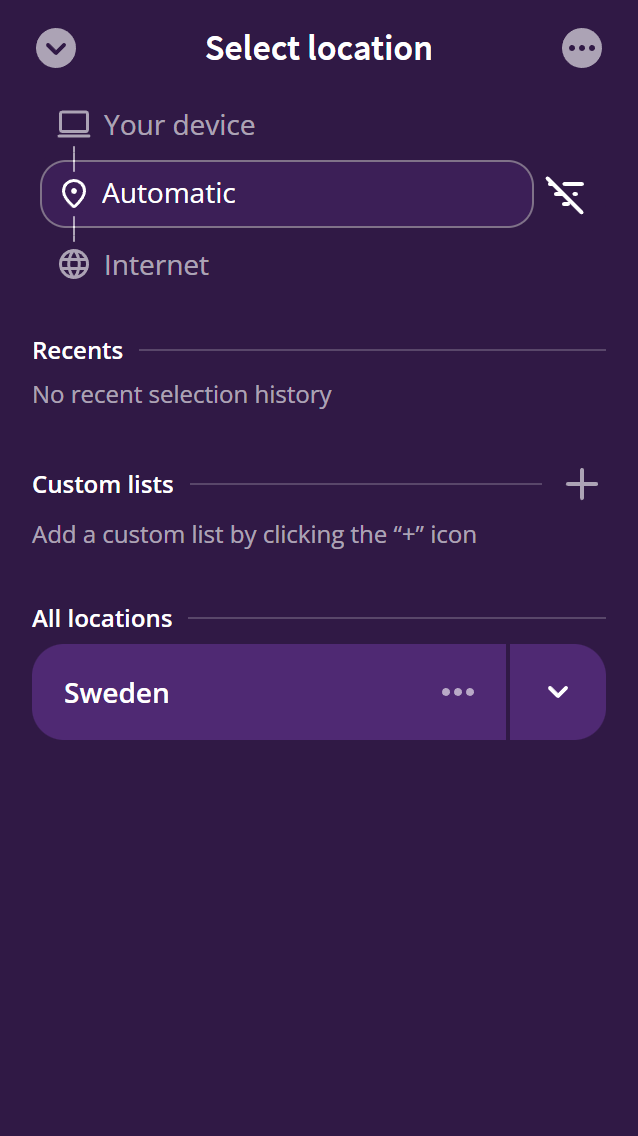 Select location
Your device
Automatic
Internet
Recents
No recent selection history
Custom lists
Add a custom list by clicking the “+” icon
All locations
Sweden